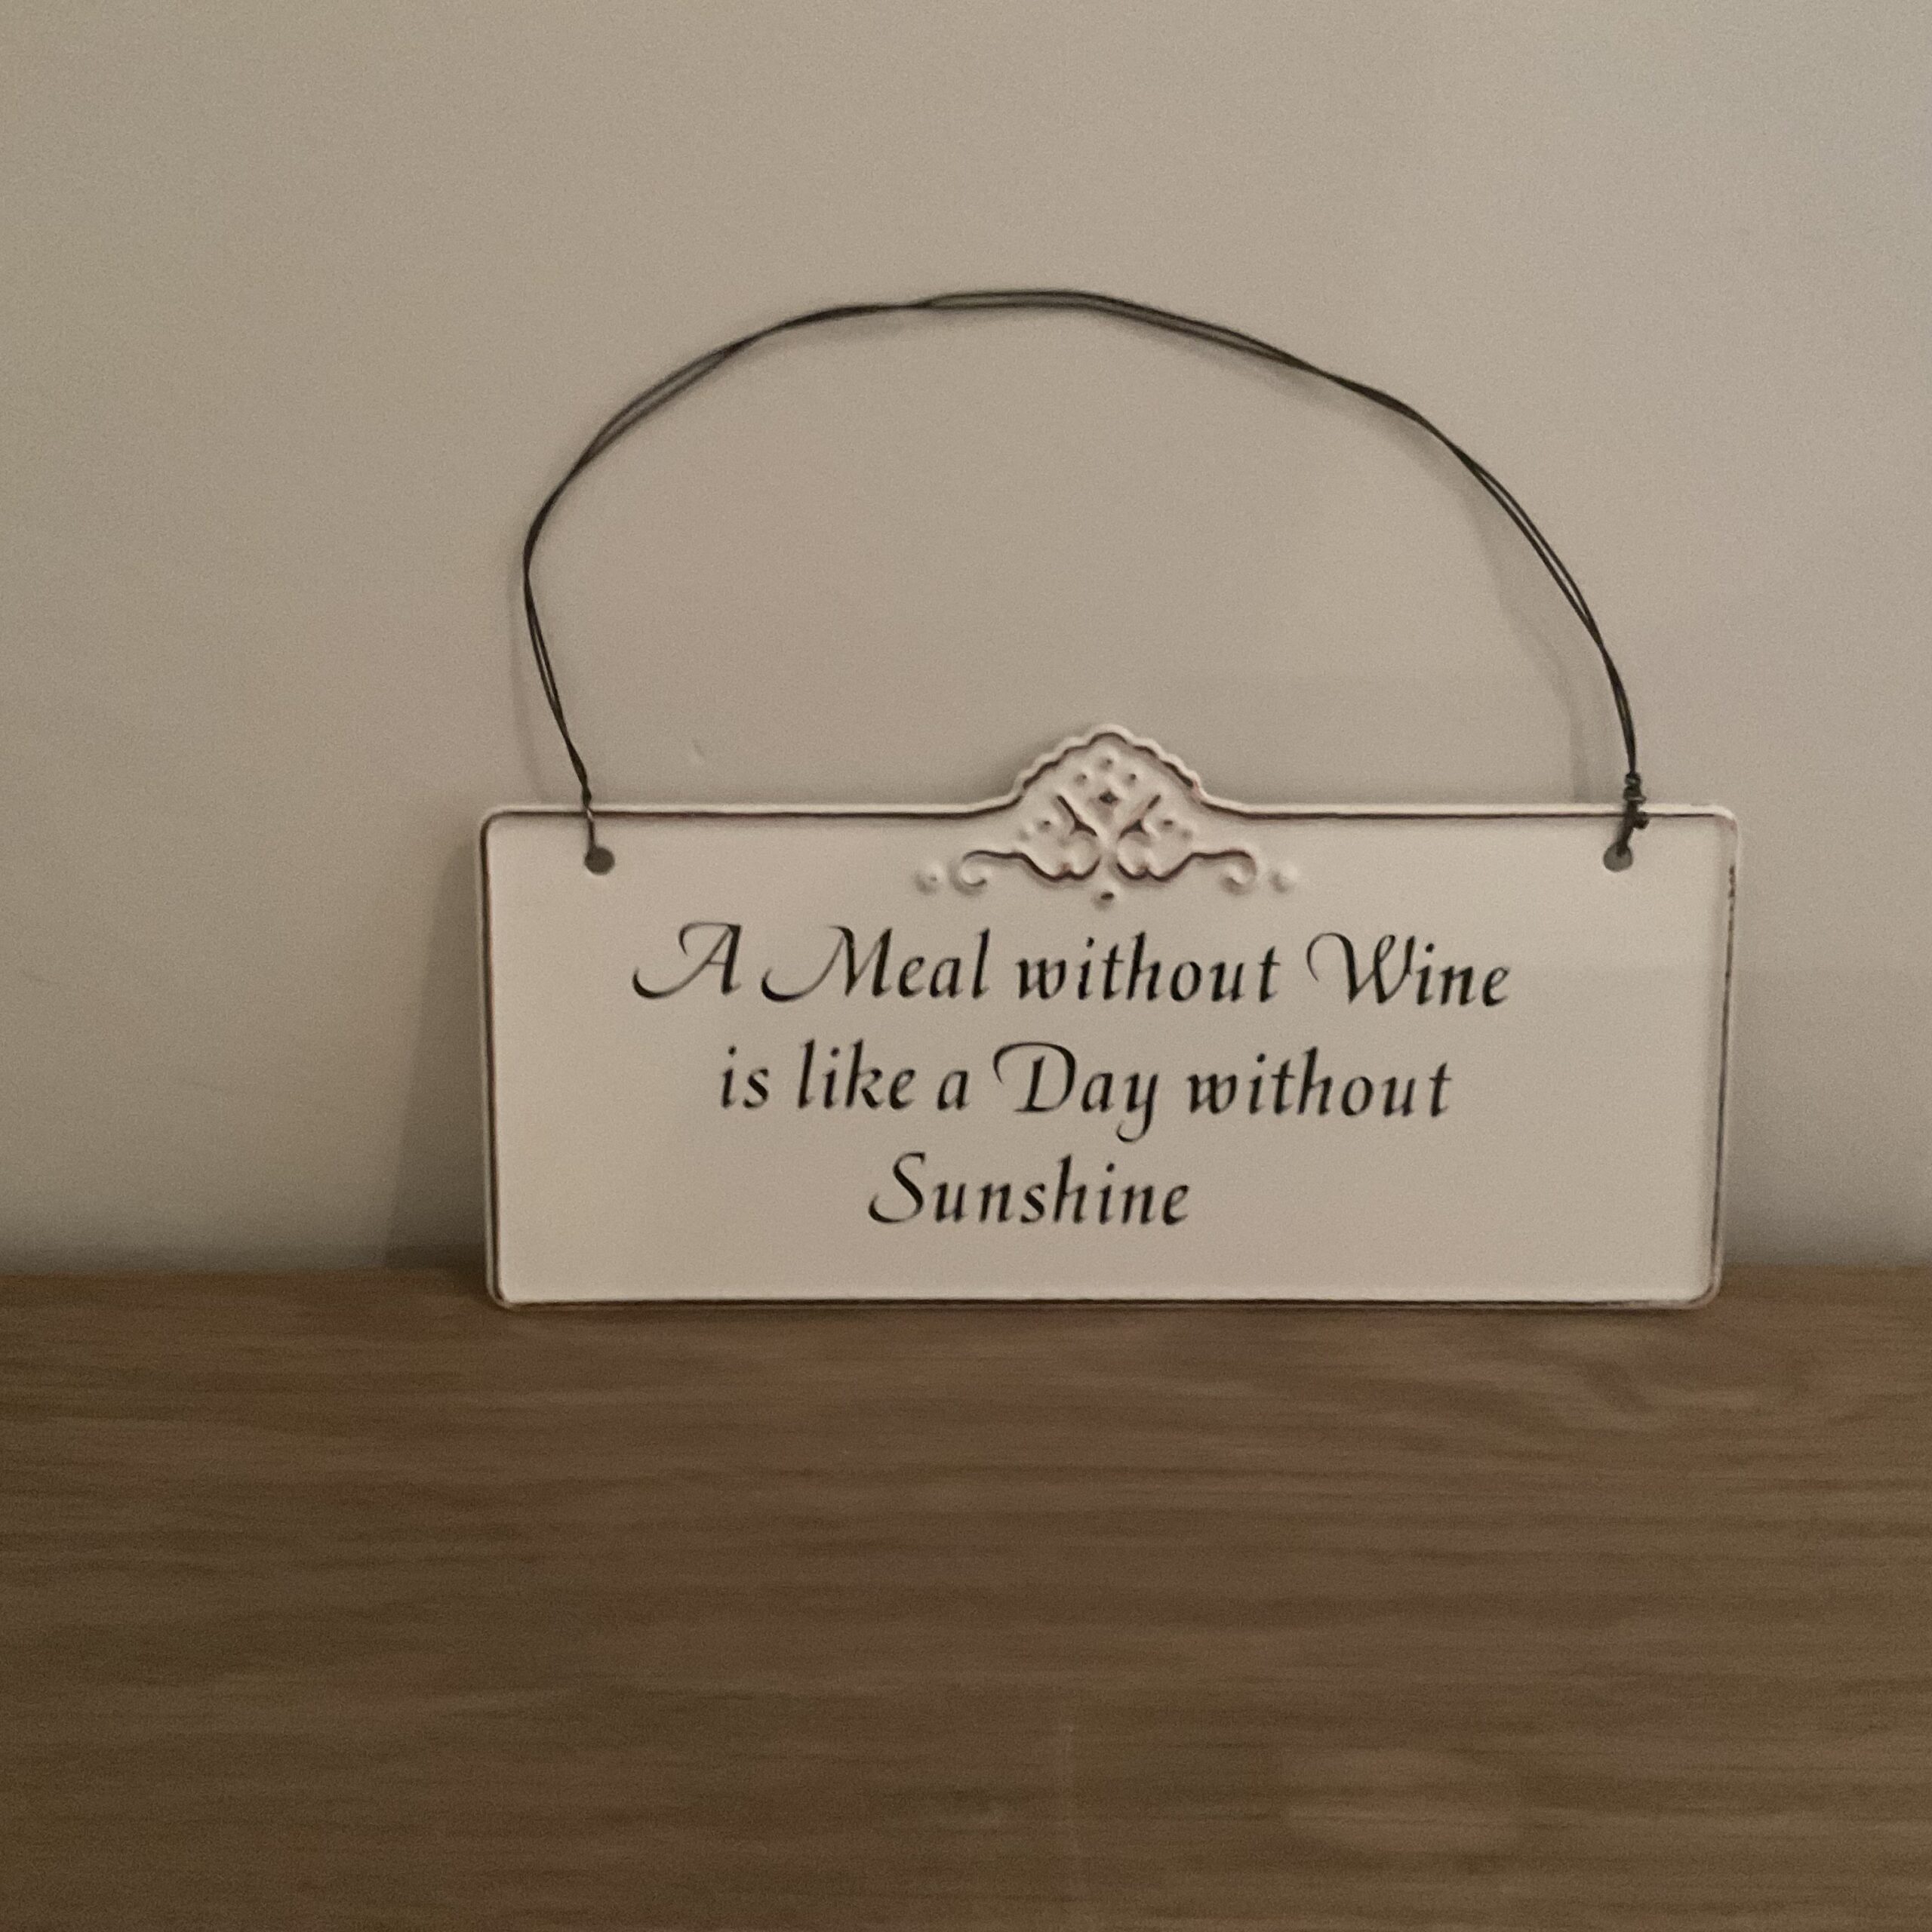 A Meal without Wine
is like a Day without
Sunshine